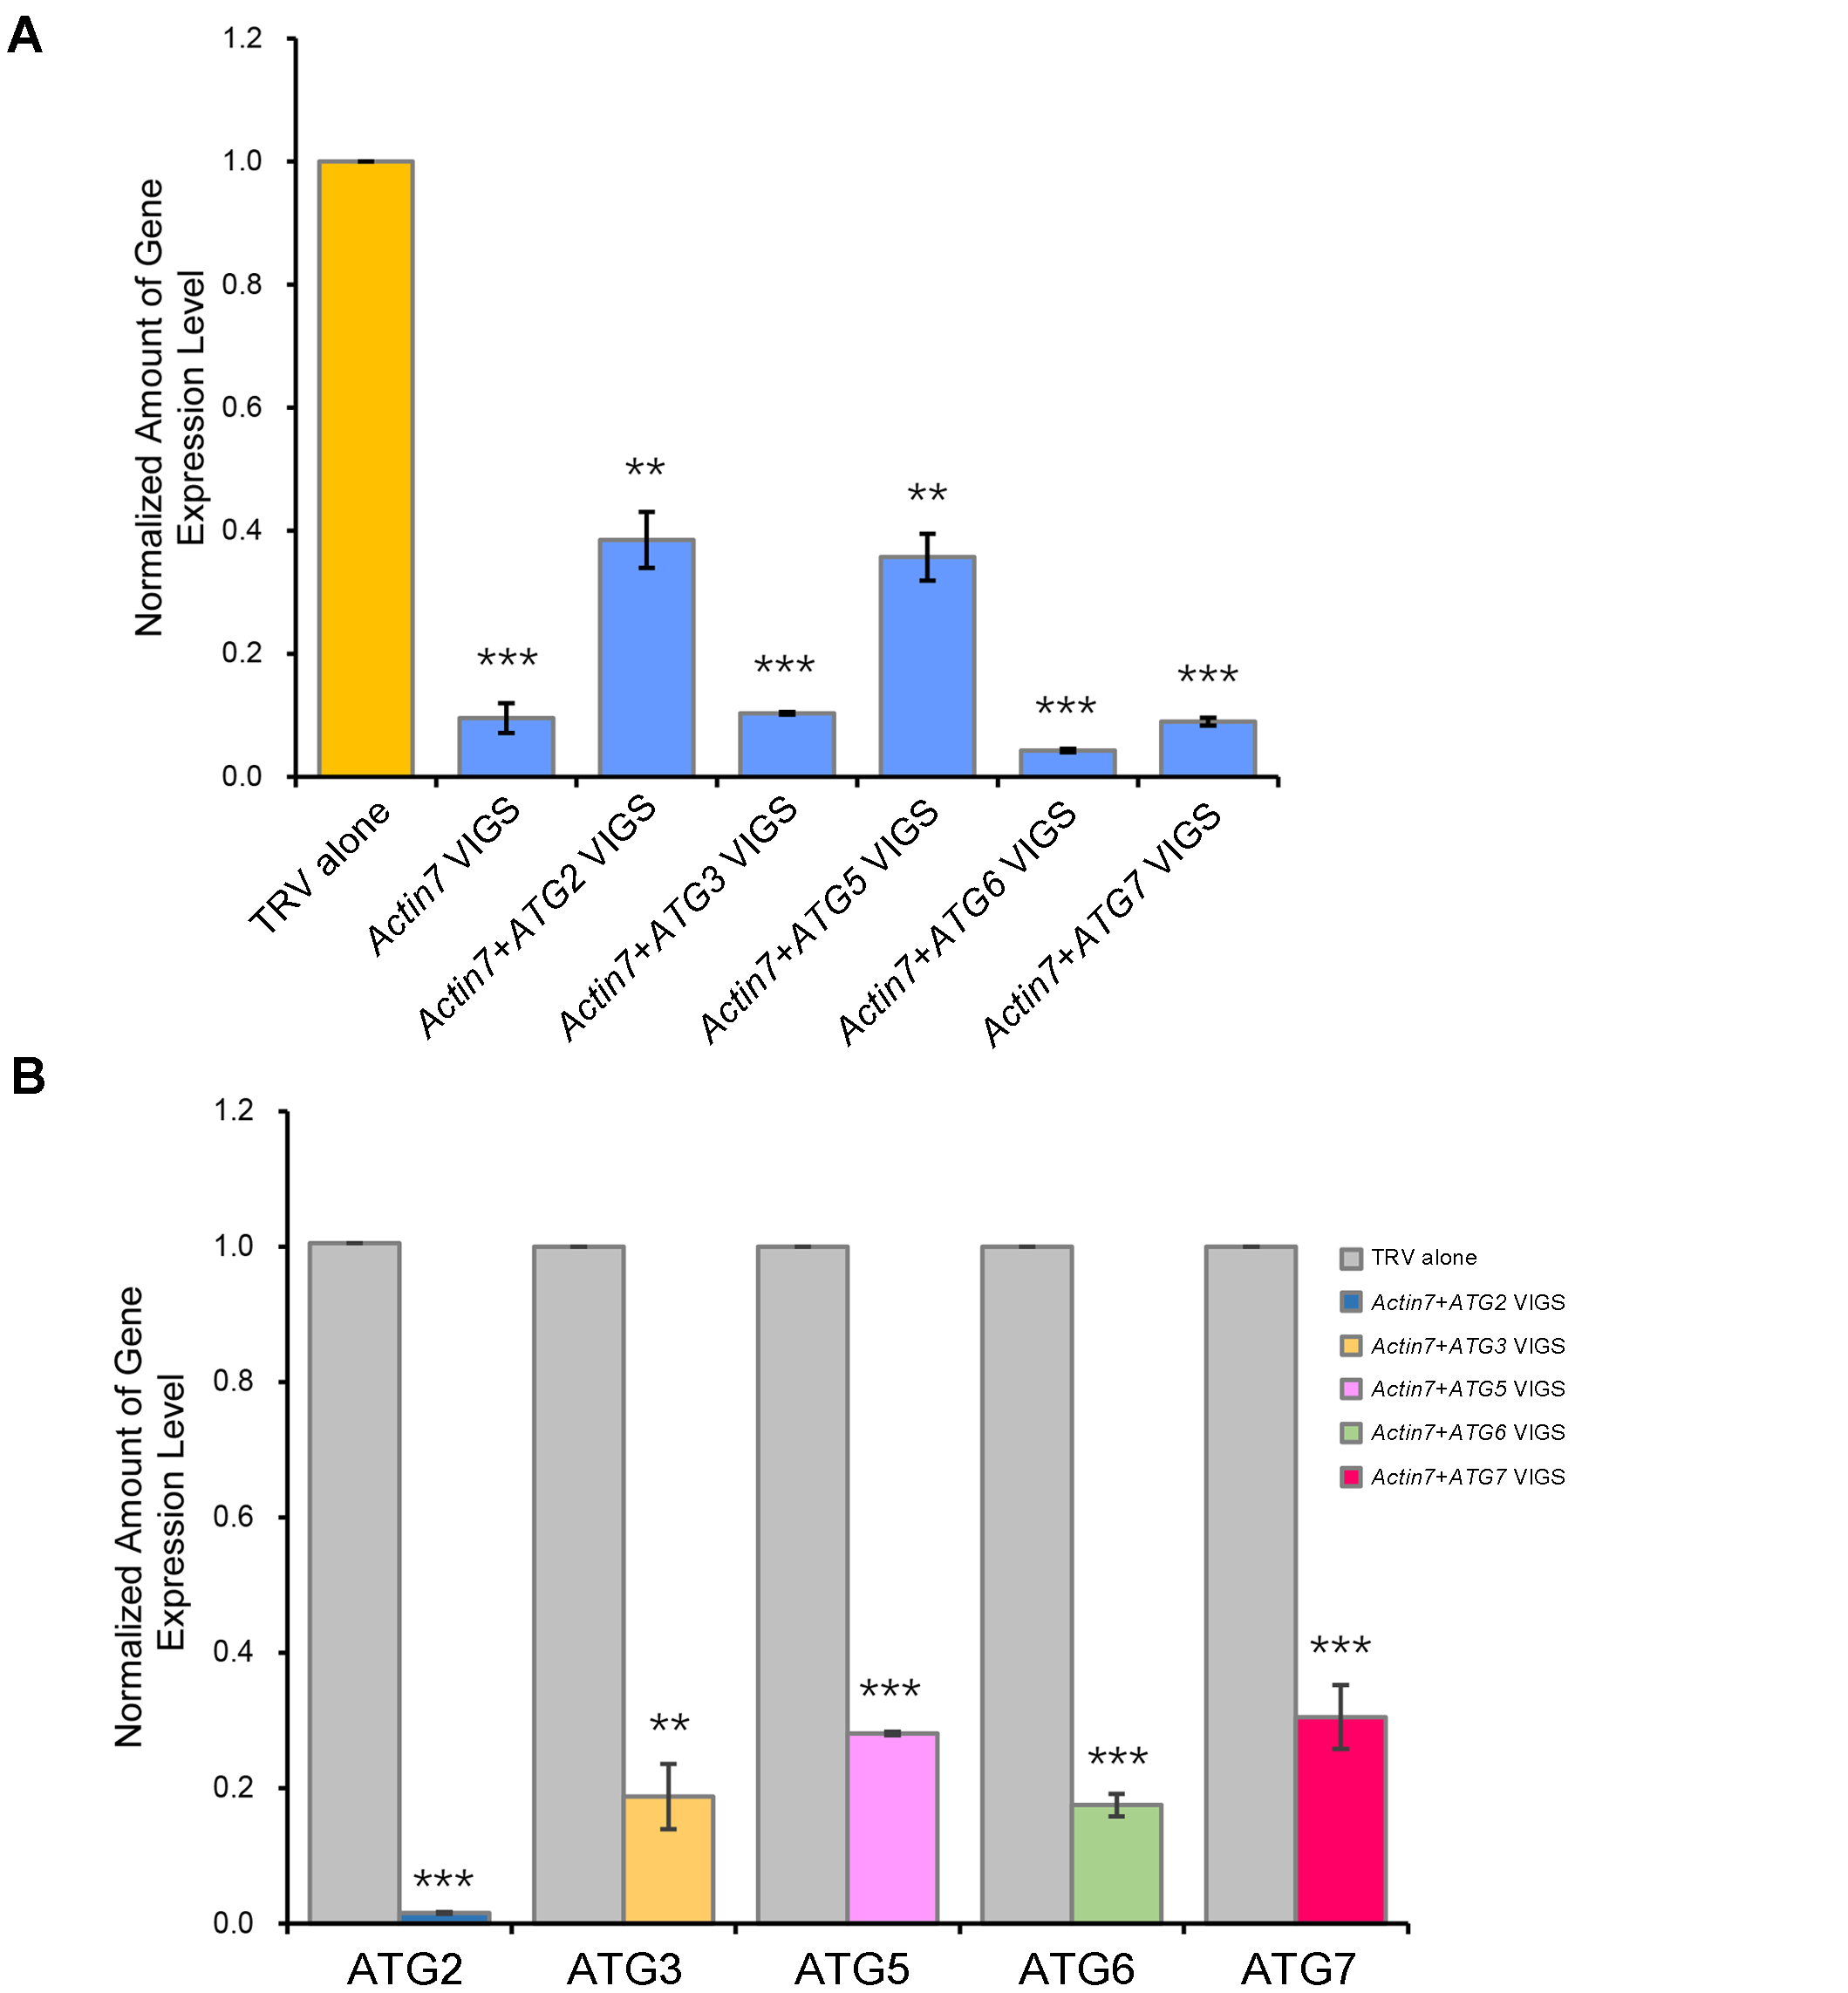 A
1.2
1.0
0.8
0.6
0.4
0.2
0.0
Normalized Amount of Gene
Expression Level
***
**
***
**
***
***
TRV alone
Actin7 VIGS
Actin7+ATG2 VIGS
Actin7+ATG3 VIGS
Actin7+ATG5 VIGS
Actin7+ATG6 VIGS
Actin7+ATG7 VIGS
B
1.2
1.0
0.8
0.6
0.4
0.2
0.0
Normalized Amount of Gene
Expression Level
***
**
***
***
***
TRV alone
Actin7+ATG2 VIGS
Actin7+ATG3 VIGS
Actin7+ATG5 VIGS
Actin7+ATG6 VIGS
Actin7+ATG7 VIGS
ATG2 ATG3 ATG5 ATG6 ATG7